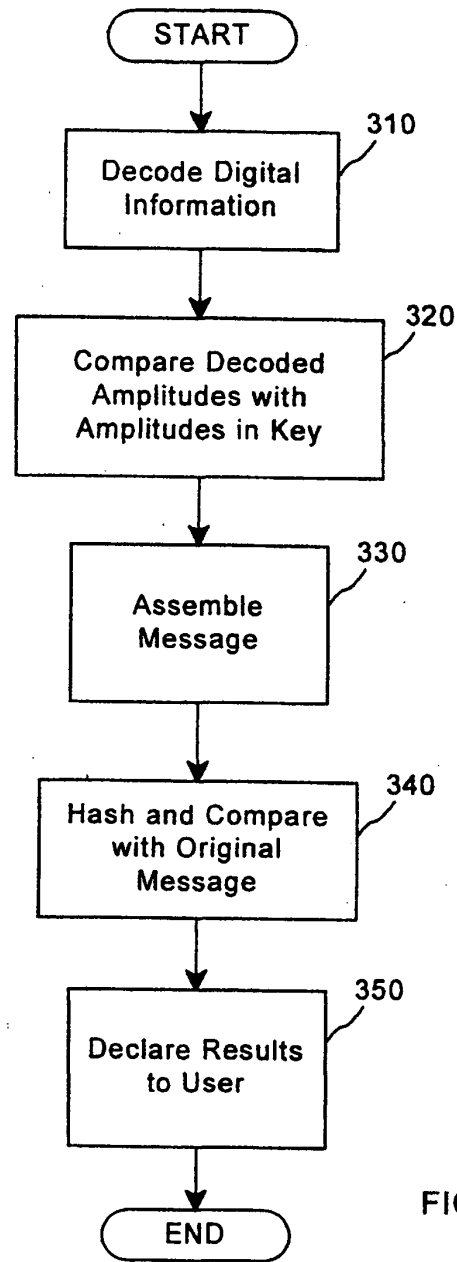 START
310
Decode Digital
Information
320
Compare Decoded
Amplitudes with
Amplitudes in Key
330
Assemble
Message
340
Hash and Compare
with Original
Message
350
Declare Results
to User
END